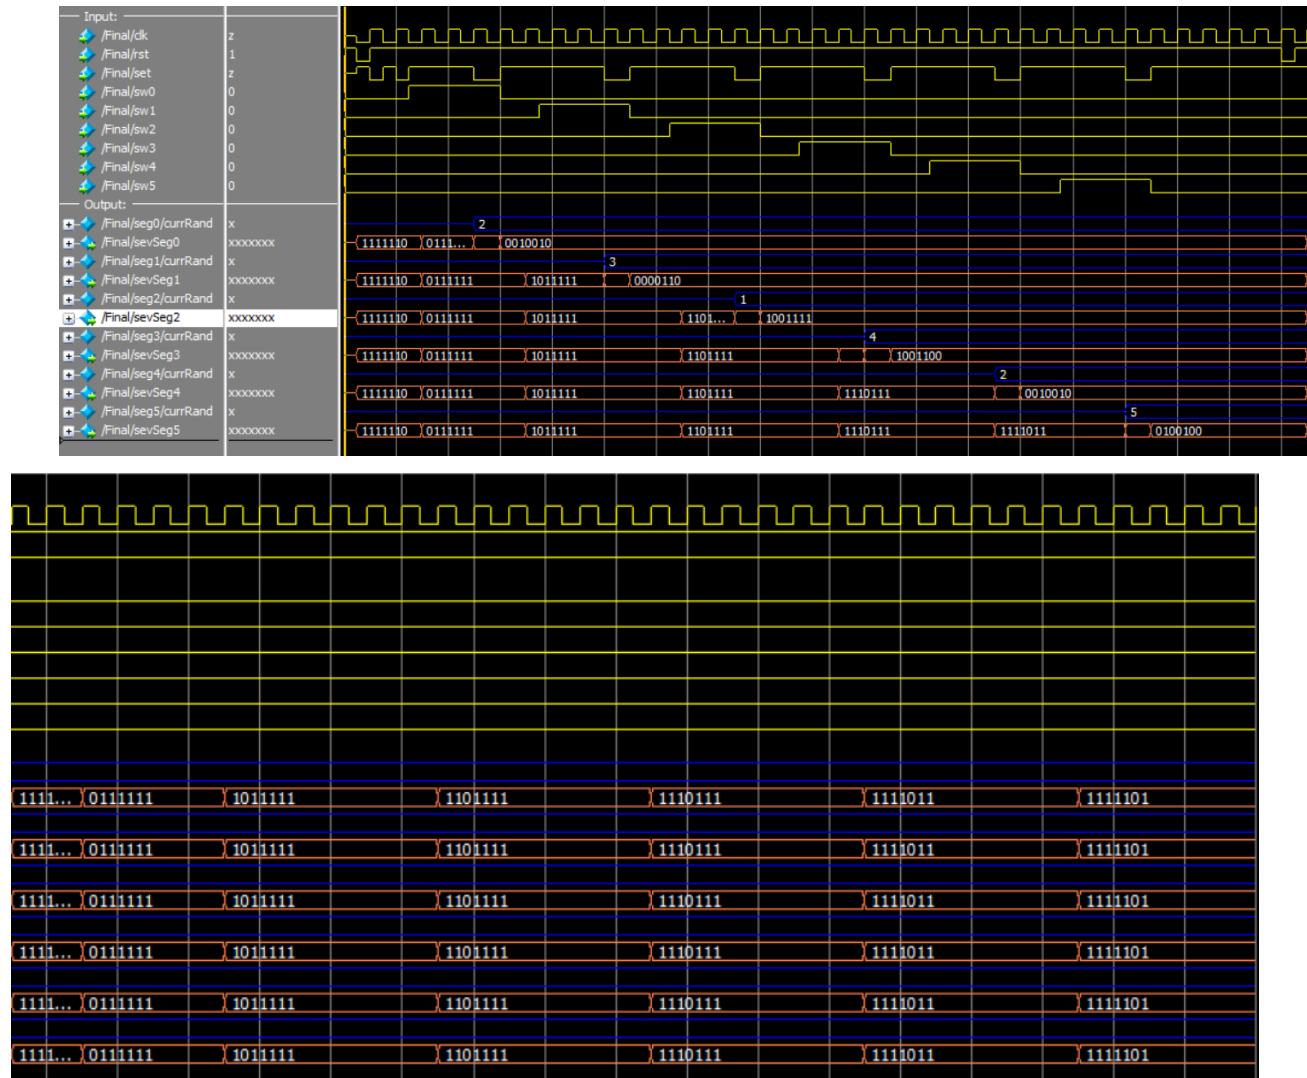 Input:
/Final/clk z
/Final/rst 1
/Final/set z
/Final/sw0 0
/Final/sw1 0
/Final/sw2 0
/Final/sw3 0
/Final/sw4 0
/Final/sw5 0
Output:
/Final/seg0/currRand x 2
/Final/sevSeg0 xxxxxxx 1111110 0111... 0010010
/Final/seg1/currRand x 3
/Final/sevSeg1 xxxxxxx 1111110 0111111 1011111 0000110
/Final/seg2/currRand x 1
/Final/sevSeg2 xxxxxxx 1111110 0111111 1011111 1101... 1001111
/Final/seg3/currRand x 4
/Final/sevSeg3 xxxxxxx 1111110 0111111 1011111 1101111 1001100
/Final/seg4/currRand x 2
/Final/sevSeg4 xxxxxxx 1111110 0111111 1011111 1101111 1110111 0010010
/Final/seg5/currRand x 5
/Final/sevSeg5 xxxxxxx 1111110 0111111 1011111 1101111 1110111 1111011 0100100
1111... 0111111 1011111 1101111 1110111 1111011 1111101
1111... 0111111 1011111 1101111 1110111 1111011 1111101
1111... 0111111 1011111 1101111 1110111 1111011 1111101
1111... 0111111 1011111 1101111 1110111 1111011 1111101
1111... 0111111 1011111 1101111 1110111 1111011 1111101
1111... 0111111 1011111 1101111 1110111 1111011 1111101